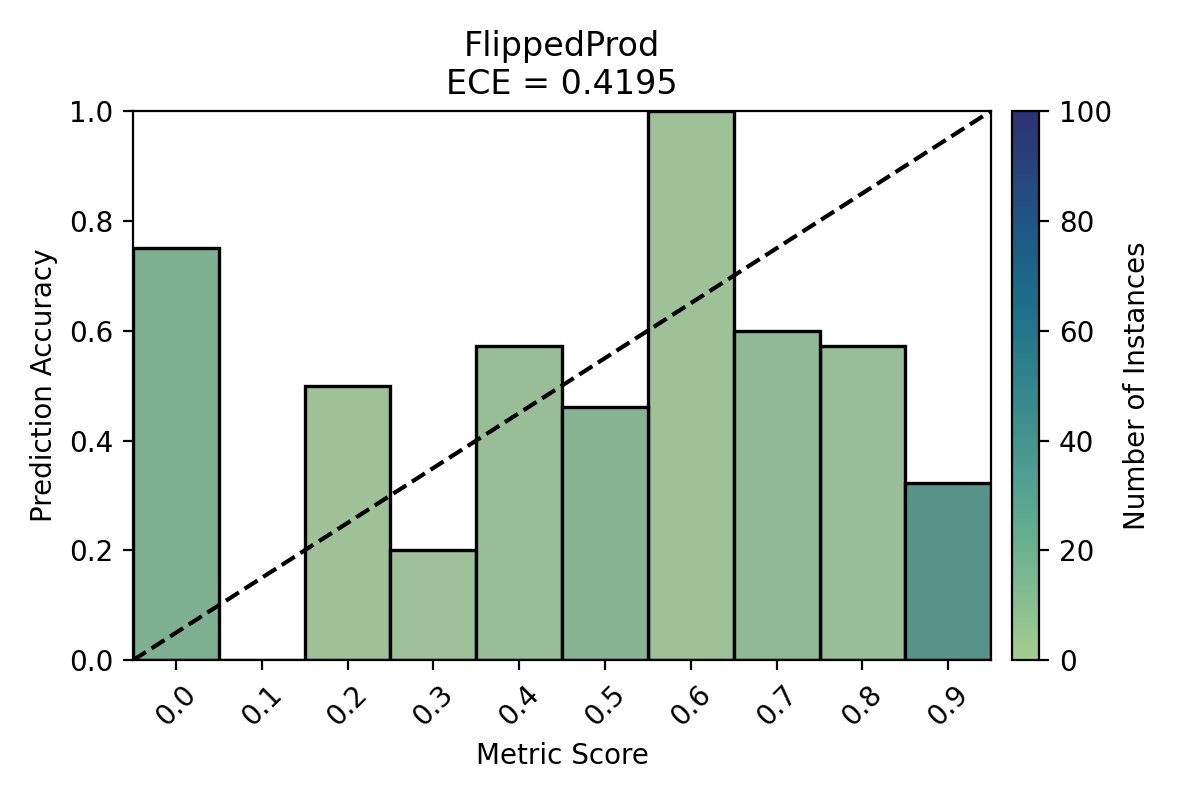 FlippedProd
ECE = 0.4195
1.0
0.8
0.6
0.4
0.2
0.0
Prediction Accuracy
0.0 0.1 0.2 0.3 0.4 0.5 0.6 0.7 0.8 0.9
Metric Score
100
80
60
40
20
0
Number of Instances